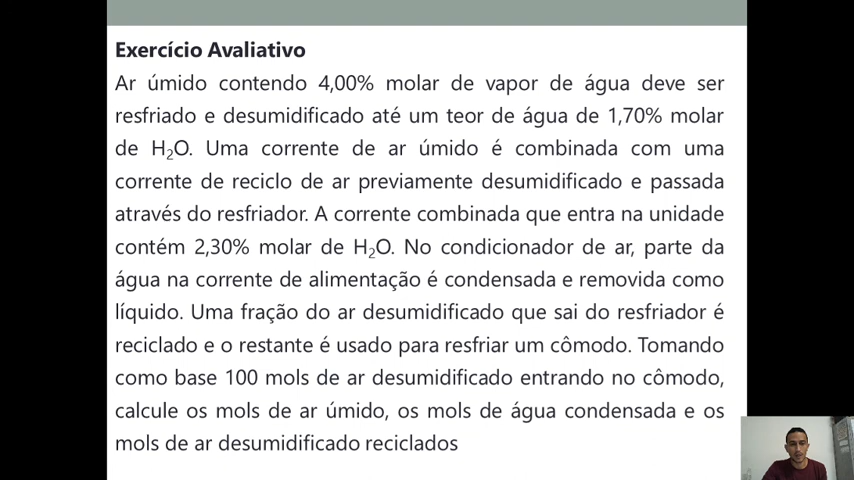 Exercício Avaliativo
Ar úmido contendo 4,00% molar de vapor de água deve ser
resfriado e desumidificado até um teor de água de 1,70% molar
de H₂O. Uma corrente de ar úmido é combinada com uma
corrente de reciclo de ar previamente desumidificado e passada
através do resfriador. A corrente combinada que entra na unidade
contém 2,30% molar de H₂O. No condicionador de ar, parte da
água na corrente de alimentação é condensada e removida como
líquido. Uma fração do ar desumidificado que sai do resfriador é
reciclado e o restante é usado para resfriar um cômodo. Tomando
como base 100 mols de ar desumidificado entrando no cômodo,
calcule os mols de ar úmido, os mols de água condensada e os
mols de ar desumidificado reciclados